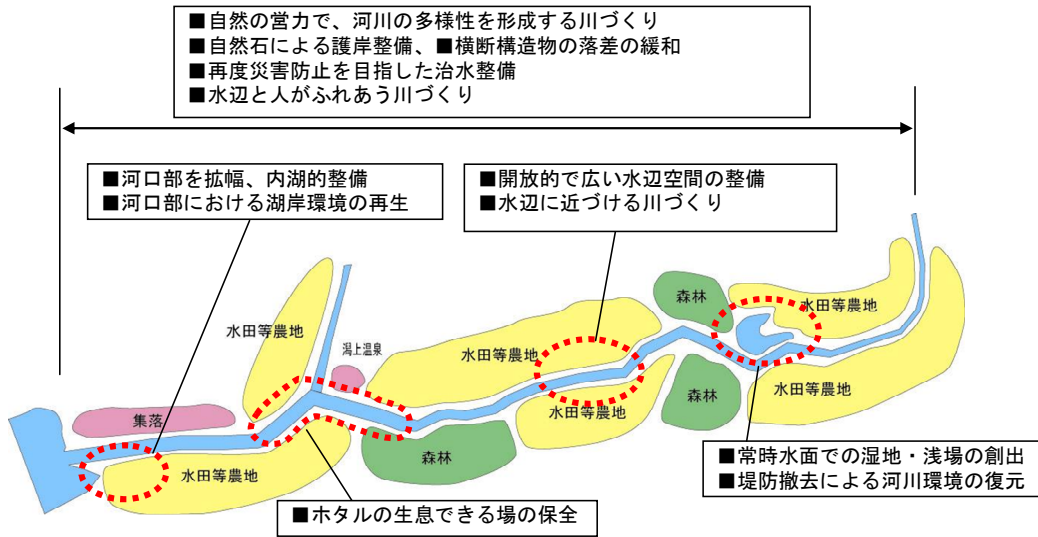 ■自然の営力で、河川の多様性を形成する川づくり
■自然石による護岸整備、■横断構造物の落差の緩和
■再度災害防止を目指した治水整備
■水辺と人がふれあう川づくり
■河口部を拡幅、内湖的整備
■河口部における湖岸環境の再生
■開放的で広い水辺空間の整備
■水辺に近づける川づくり
森林
水田等農地
水田等農地
潟上温泉
水田等農地
水田等農地
森林
水田等農地
集落
森林
水田等農地
■常時水面での湿地・浅場の創出
■堤防撤去による河川環境の復元
■ホタルの生息できる場の保全